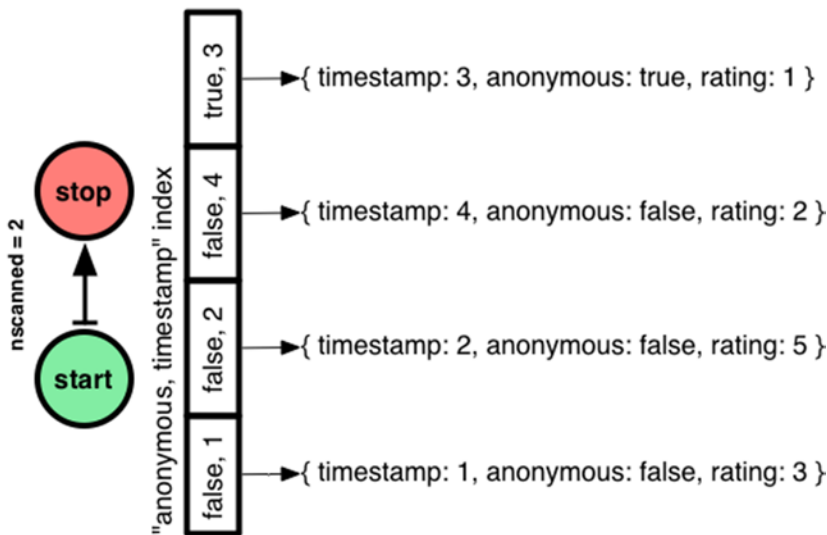 true, 3
{ timestamp: 3, anonymous: true, rating: 1 }
stop
false, 4
{ timestamp: 4, anonymous: false, rating: 2 }
nscanned = 2
"anonymous, timestamp" index
start
false, 2
{ timestamp: 2, anonymous: false, rating: 5 }
false, 1
{ timestamp: 1, anonymous: false, rating: 3 }